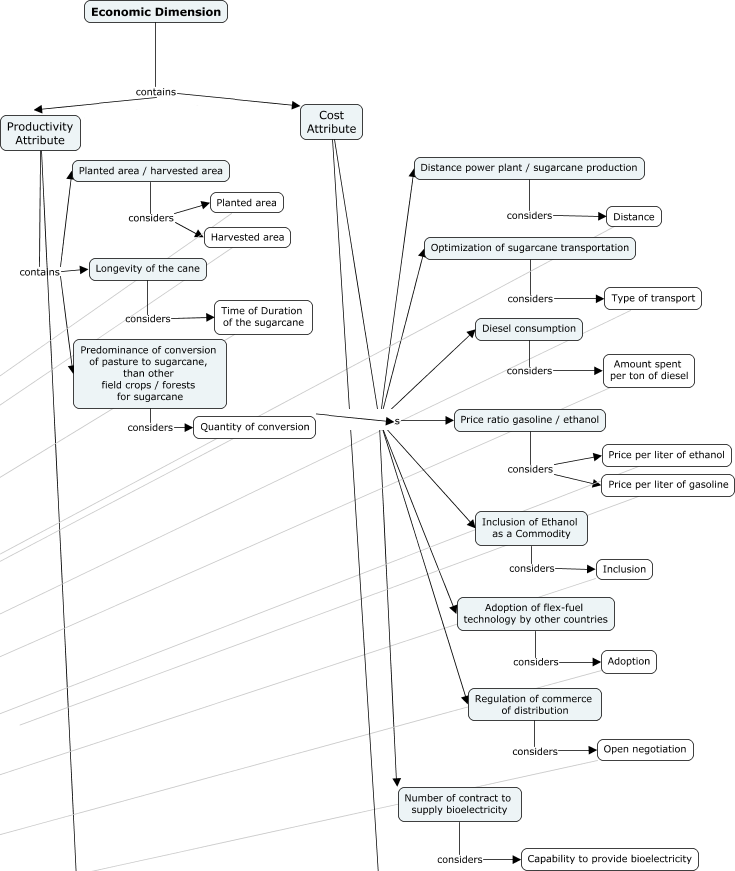 Economic Dimension
contains
Productivity
Attribute
Cost
Attribute
contains
Planted area / harvested area
considers
Planted area
Harvested area
Longevity of the cane
considers
Time of Duration
of the sugarcane
Predominance of conversion
of pasture to sugarcane,
than other
field crops / forests
for sugarcane
considers
Quantity of conversion
s
Distance power plant / sugarcane production
considers
Distance
Optimization of sugarcane transportation
considers
Type of transport
Diesel consumption
considers
Amount spent
per ton of diesel
Price ratio gasoline / ethanol
considers
Price per liter of ethanol
Price per liter of gasoline
Inclusion of Ethanol
as a Commodity
considers
Inclusion
Adoption of flex-fuel
technology by other countries
considers
Adoption
Regulation of commerce
of distribution
considers
Open negotiation
Number of contract to
supply bioelectricity
considers
Capability to provide bioelectricity